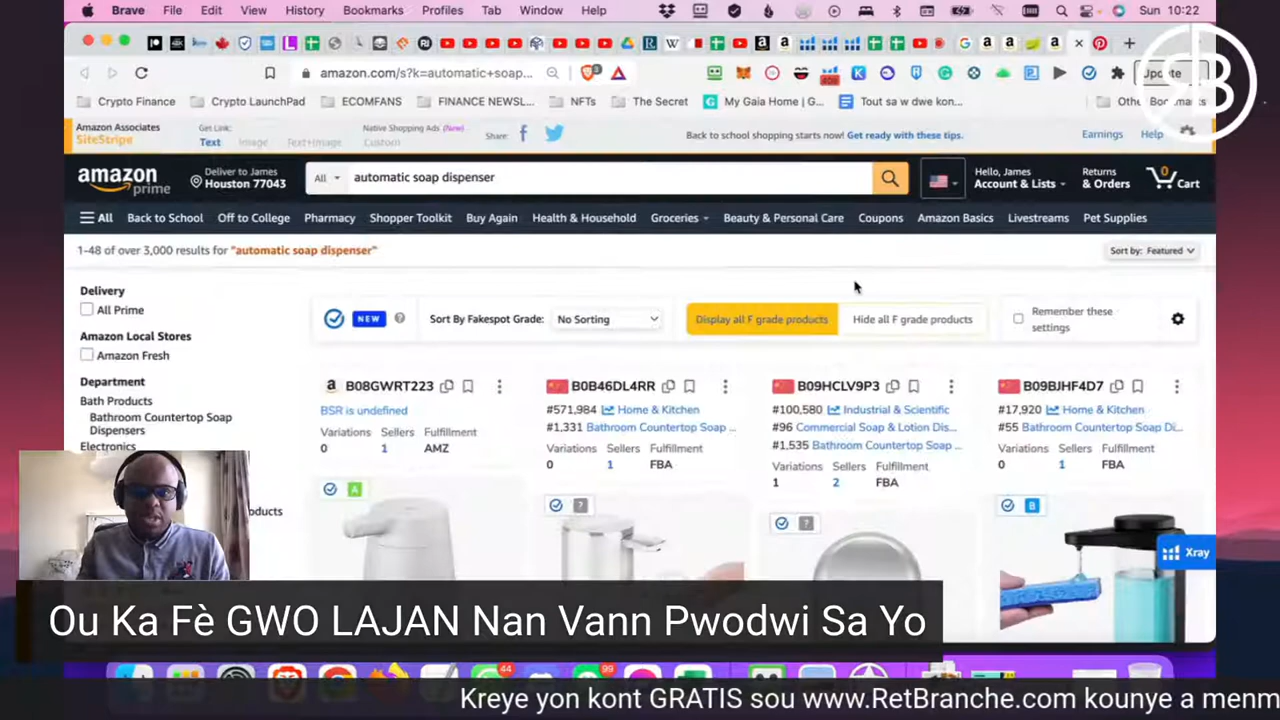 Brave File Edit View History Bookmarks Profiles Tab Window Help Sun 10:22
amazon.com/s?k=automatic+soap... Update
Crypto Finance Crypto LaunchPad ECOMFANS FINANCE NEWSL... NFTs The Secret My Gaia Home | G... Tout sa w dwe kon...
Amazon Associates Get Link: Native Shopping Ads (New) Share: Back to school shopping starts now! Get ready with these tips. Earnings Help
SiteStripe Text Image Text+Image Custom
amazon prime Deliver to James Houston 77043 All automatic soap dispenser Hello, James Account & Lists Returns & Orders 0 Cart
All Back to School Off to College Pharmacy Shopper Toolkit Buy Again Health & Household Groceries Beauty & Personal Care Coupons Amazon Basics Livestreams Pet Supplies
1-48 of over 3,000 results for "automatic soap dispenser" Sort by: Featured
Delivery
All Prime
Amazon Local Stores
Amazon Fresh
Department
Bath Products
Bathroom Countertop Soap
Dispensers
Electronics
NEW Sort By Fakespot Grade: No Sorting Display all F grade products Hide all F grade products Remember these settings
B08GWRT223
BSR is undefined
Variations Sellers Fulfillment
0 1 AMZ
A
B0B46DL4RR
#571,984 Home & Kitchen
#1,331 Bathroom Countertop Soap ...
Variations Sellers Fulfillment
0 1 FBA
?
B09HCLV9P3
#100,580 Industrial & Scientific
#96 Commercial Soap & Lotion Dis...
#1,535 Bathroom Countertop Soap ...
Variations Sellers Fulfillment
1 2 FBA
?
B09BJHF4D7
#17,920 Home & Kitchen
#55 Bathroom Countertop Soap Di...
Variations Sellers Fulfillment
0 1 FBA
B
Xray
Ou Ka Fè GWO LAJAN Nan Vann Pwodwi Sa Yo
44 99
Kreye yon kont GRATIS sou www.RetBranche.com kounye a menm